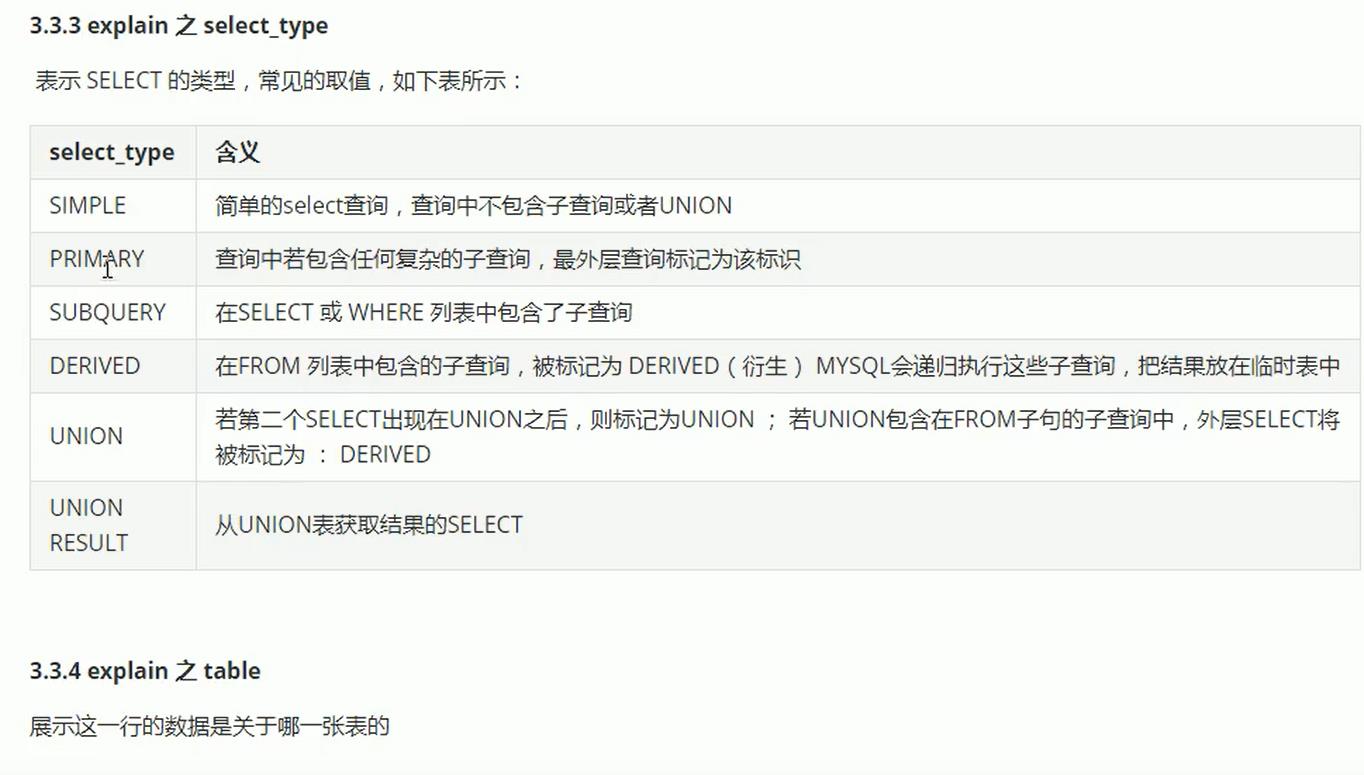 3.3.3 explain 之 select_type
表示 SELECT 的类型，常见的取值，如下表所示：
select_type 含义
SIMPLE 简单的select查询，查询中不包含子查询或者UNION
PRIMARY 查询中若包含任何复杂的子查询，最外层查询标记为该标识
SUBQUERY 在SELECT 或 WHERE 列表中包含了子查询
DERIVED 在FROM 列表中包含的子查询，被标记为 DERIVED（衍生） MYSQL会递归执行这些子查询，把结果放在临时表中
UNION 若第二个SELECT出现在UNION之后，则标记为UNION ； 若UNION包含在FROM子句的子查询中，外层SELECT将
被标记为 ： DERIVED
UNION
RESULT 从UNION表获取结果的SELECT
3.3.4 explain 之 table
展示这一行的数据是关于哪一张表的